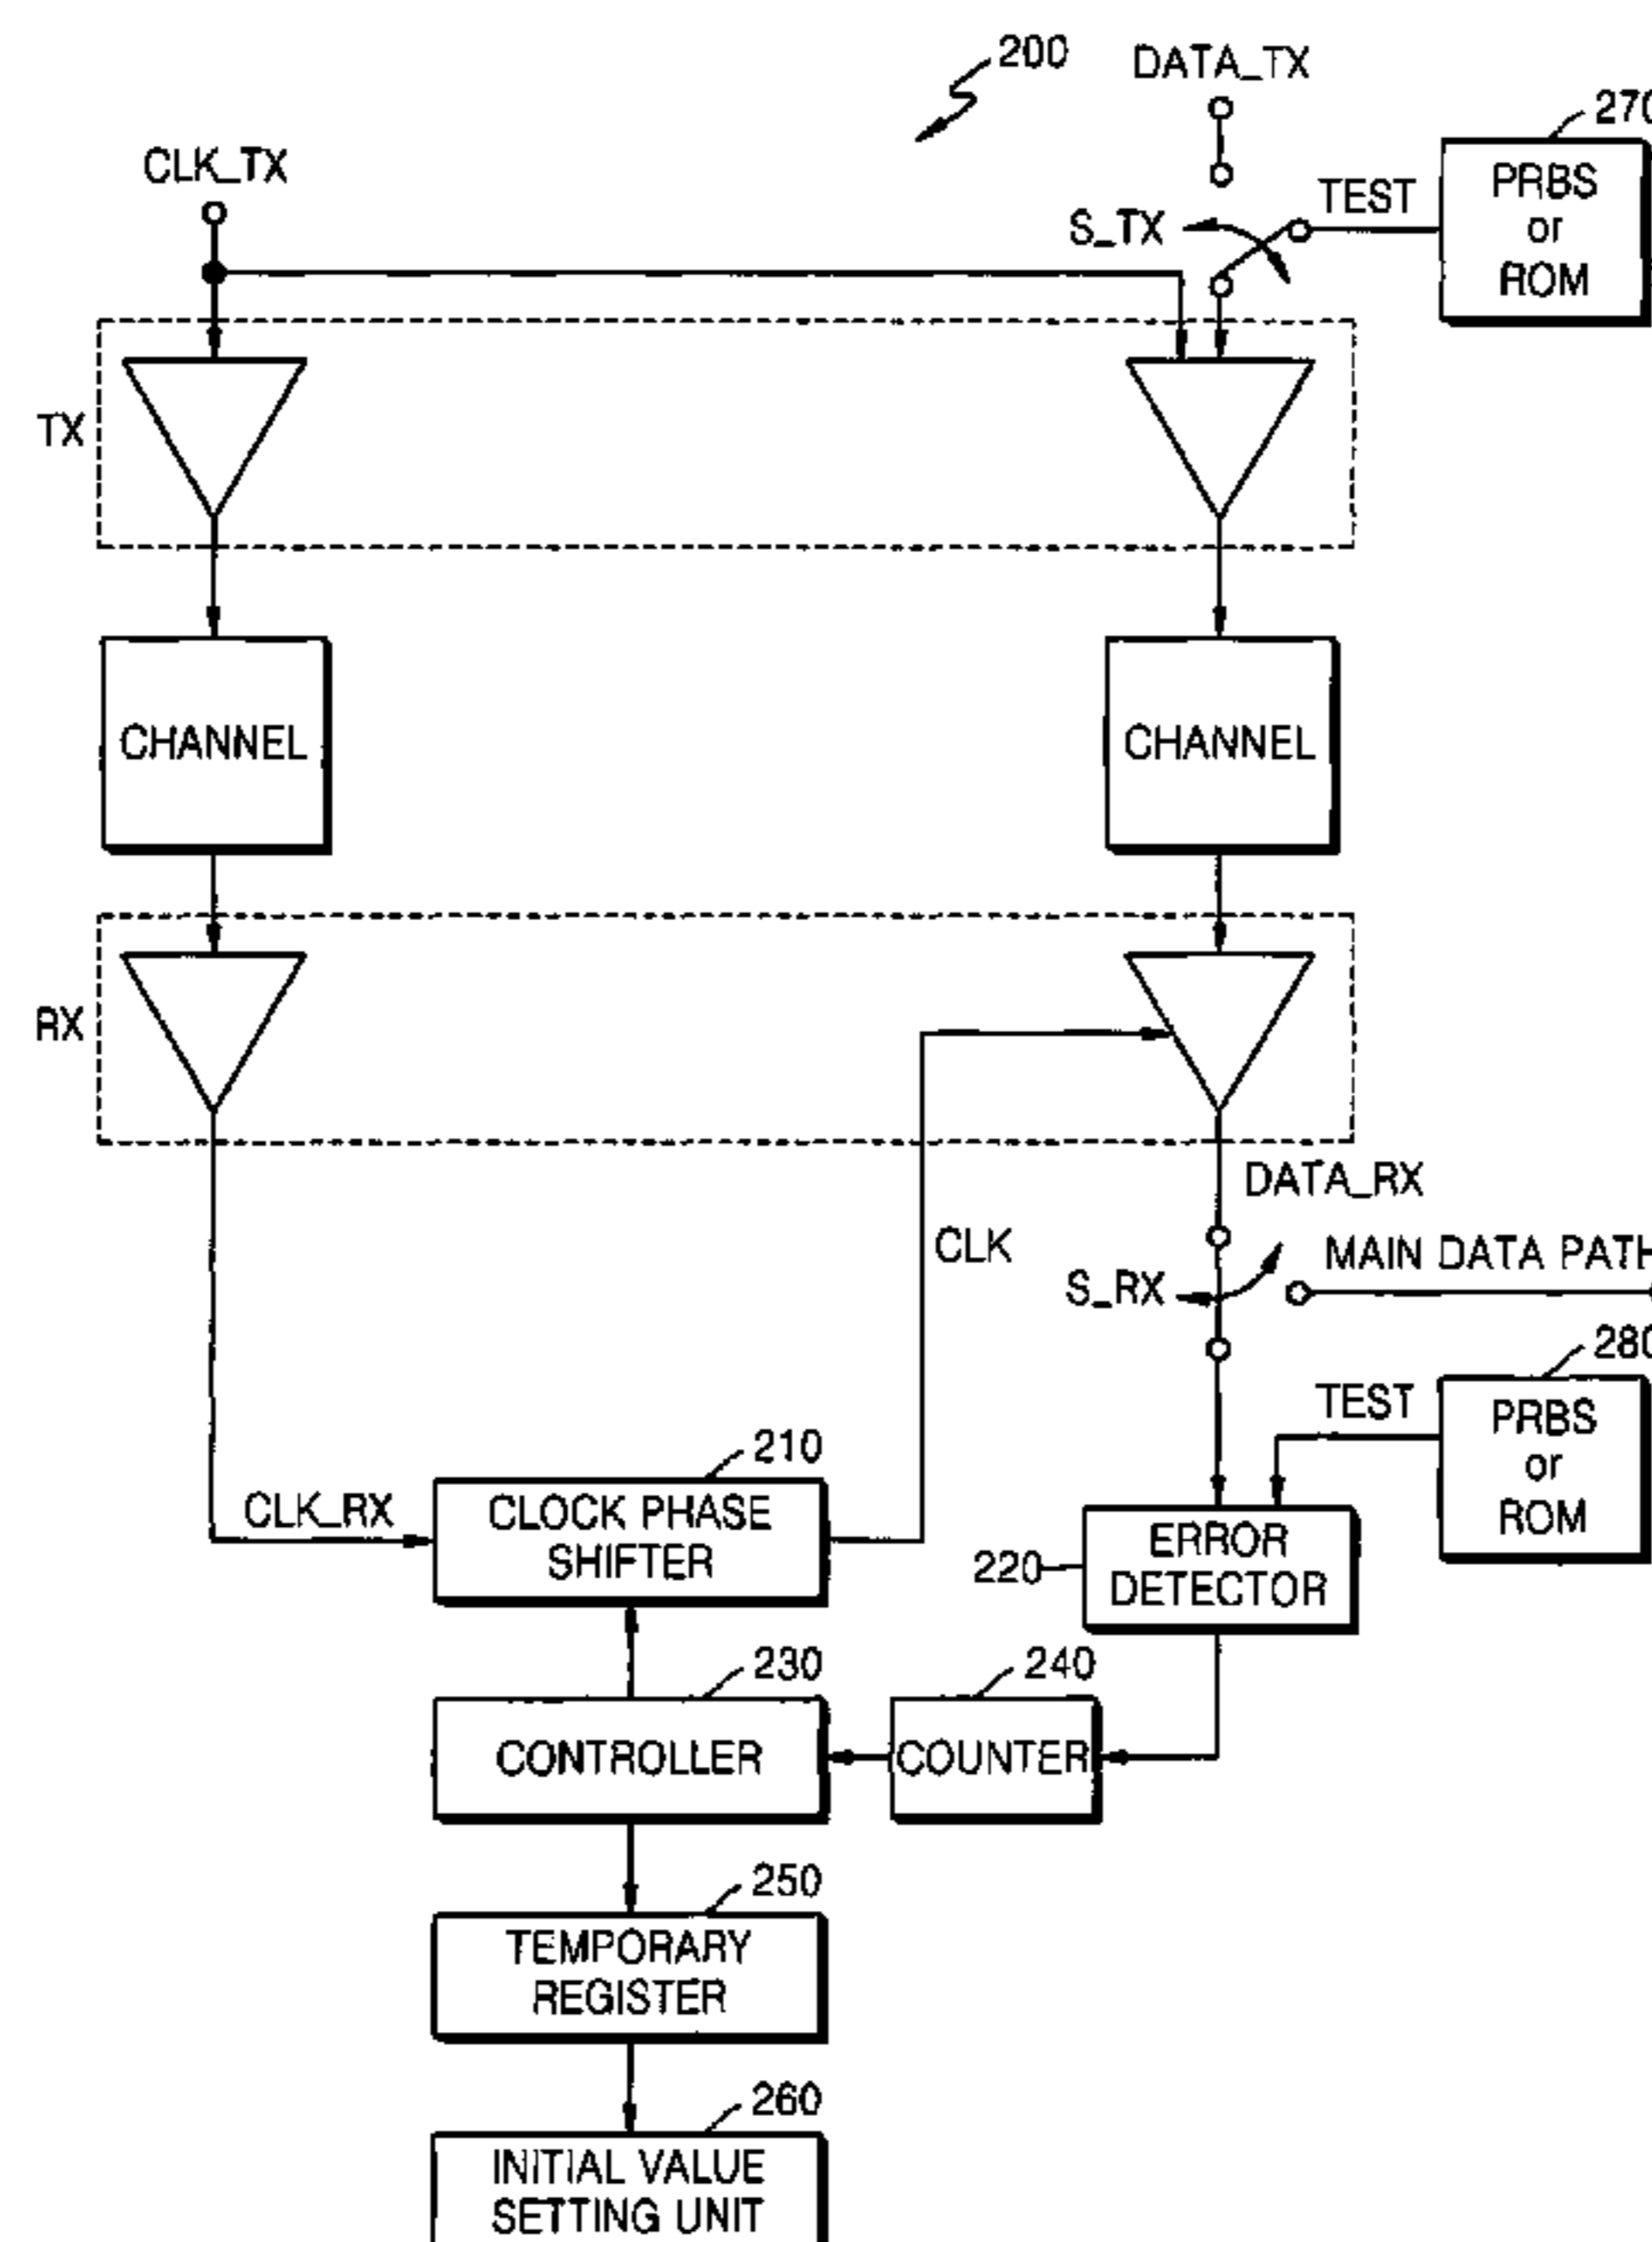 200
DATA_TX
270
CLK_TX
PRBS
or
ROM
TEST
S_TX
TX
CHANNEL
CHANNEL
RX
DATA_RX
CLK
MAIN DATA PATH
S_RX
280
PRBS
or
ROM
TEST
210
CLK_RX
CLOCK PHASE
SHIFTER
ERROR
DETECTOR
220
230
240
CONTROLLER
COUNTER
250
TEMPORARY
REGISTER
260
INITIAL VALUE
SETTING UNIT